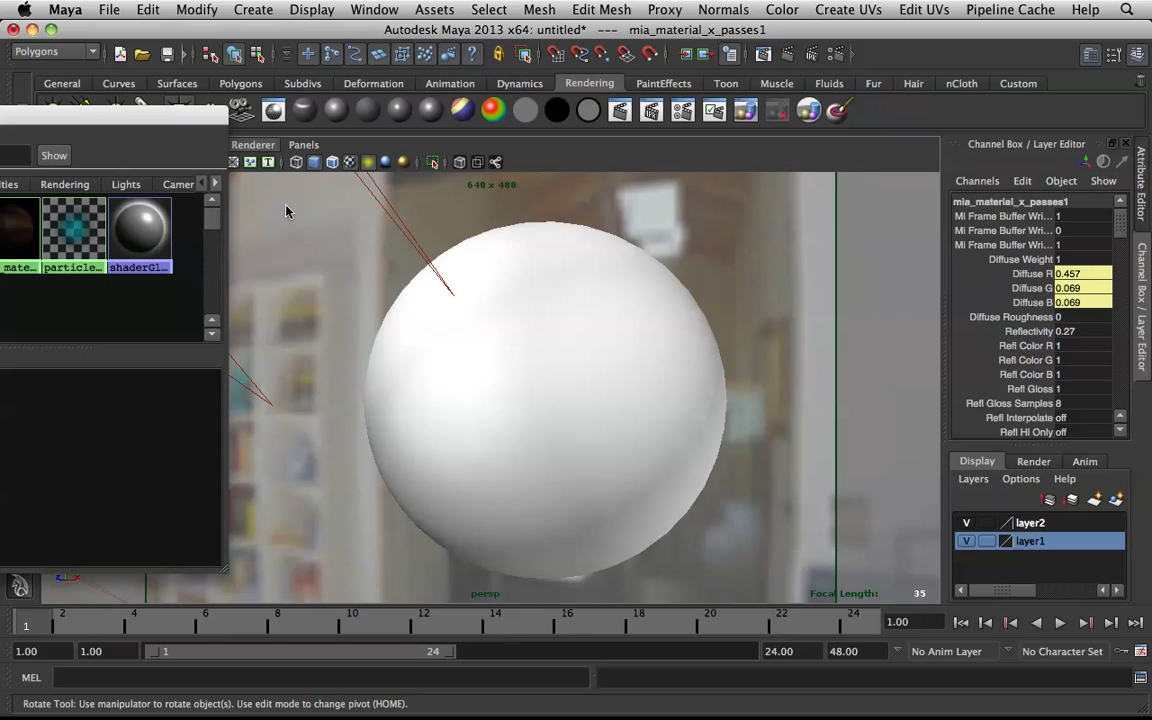 Maya File Edit Modify Create Display Window Assets Select Mesh Edit Mesh Proxy Normals Color Create UVs Edit UVs Pipeline Cache Help
Autodesk Maya 2013 x64: untitled* --- mia_material_x_passes1
Polygons
General Curves Surfaces Polygons Subdivs Deformation Animation Dynamics Rendering PaintEffects Toon Muscle Fluids Fur Hair nCloth Custom
Renderer Panels
Show
ities Rendering Lights Camer
mate... particle... shaderGl...
640 x 480
persp
Focal Length: 35
Channel Box / Layer Editor
Channels Edit Object Show
mia_material_x_passes1
Mi Frame Buffer Wri... 1
Mi Frame Buffer Wri... 0
Mi Frame Buffer Wri... 1
Diffuse Weight 1
Diffuse R 0.457
Diffuse G 0.069
Diffuse B 0.069
Diffuse Roughness 0
Reflectivity 0.27
Refl Color R 1
Refl Color G 1
Refl Color B 1
Refl Gloss 1
Refl Gloss Samples 8
Refl Interpolate off
Refl Hl Only off
Attribute Editor
Channel Box / Layer Editor
Display Render Anim
Layers Options Help
V layer2
V layer1
2 4 6 8 10 12 14 16 18 20 22 24
1
1.00
1.00 1.00 1 24 24.00 48.00 No Anim Layer No Character Set
MEL
Rotate Tool: Use manipulator to rotate object(s). Use edit mode to change pivot (HOME).